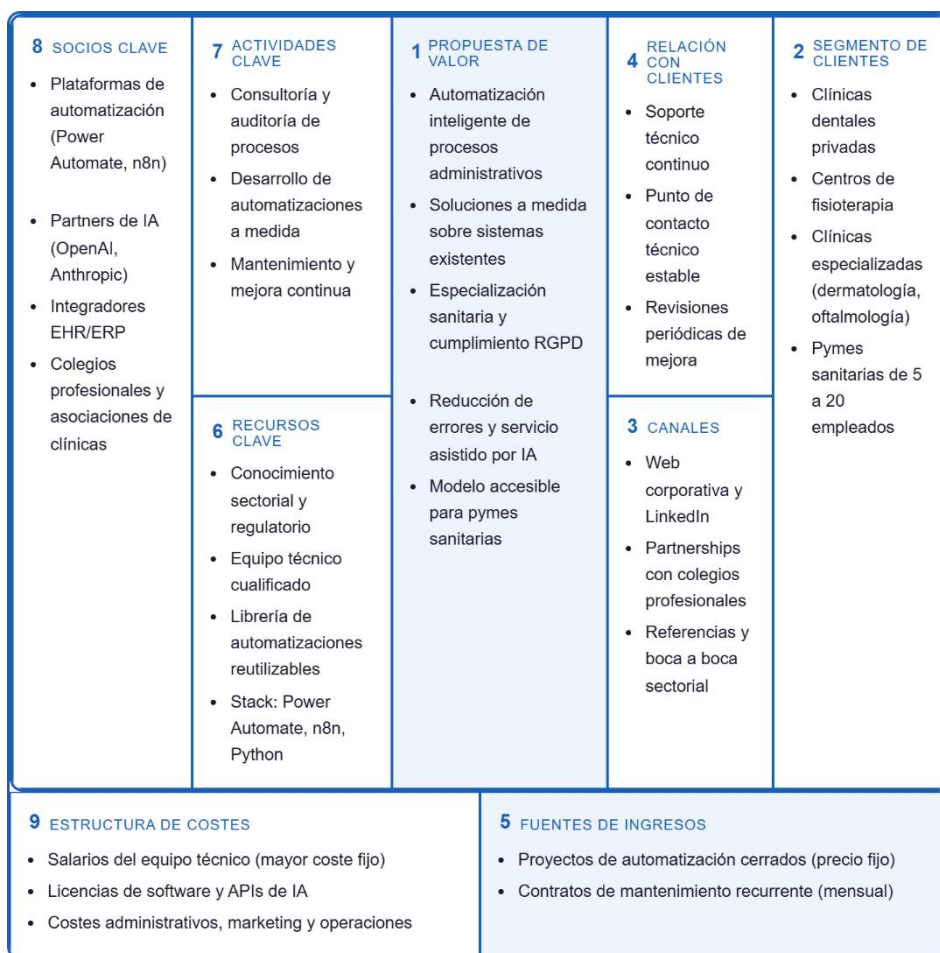 8 SOCIOS CLAVE
• Plataformas de
automatización
(Power
Automate, n8n)
• Partners de IA
(OpenAI,
Anthropic)
• Integradores
EHR/ERP
• Colegios
profesionales y
asociaciones de
clínicas
7 ACTIVIDADES
CLAVE
• Consultoría y
auditoría de
procesos
• Desarrollo de
automatizaciones
a medida
• Mantenimiento y
mejora continua
6 RECURSOS
CLAVE
• Conocimiento
sectorial y
regulatorio
• Equipo técnico
cualificado
• Librería de
automatizaciones
reutilizables
• Stack: Power
Automate, n8n,
Python
1 PROPUESTA DE
VALOR
• Automatización
inteligente de
procesos
administrativos
• Soluciones a medida
sobre sistemas
existentes
• Especialización
sanitaria y
cumplimiento RGPD
• Reducción de
errores y servicio
asistido por IA
• Modelo accesible
para pymes
sanitarias
4 RELACIÓN
CON
CLIENTES
• Soporte
técnico
continuo
• Punto de
contacto
técnico
estable
• Revisiones
periódicas de
mejora
3 CANALES
• Web
corporativa y
LinkedIn
• Partnerships
con colegios
profesionales
• Referencias y
boca a boca
sectorial
2 SEGMENTO DE
CLIENTES
• Clínicas
dentales
privadas
• Centros de
fisioterapia
• Clínicas
especializadas
(dermatología,
oftalmología)
• Pymes
sanitarias de 5
a 20
empleados
9 ESTRUCTURA DE COSTES
• Salarios del equipo técnico (mayor coste fijo)
• Licencias de software y APIs de IA
• Costes administrativos, marketing y operaciones
5 FUENTES DE INGRESOS
• Proyectos de automatización cerrados (precio fijo)
• Contratos de mantenimiento recurrente (mensual)